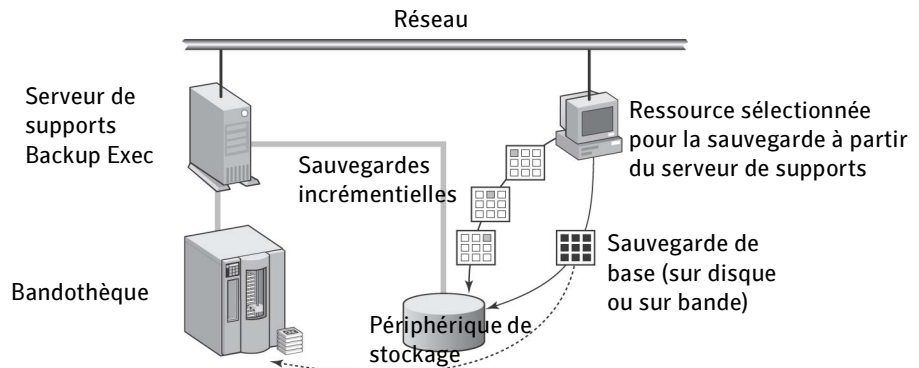 Réseau
Serveur de
supports
Backup Exec
Ressource sélectionnée
pour la sauvegarde à partir
du serveur de supports
Sauvegardes
incrémentielles
Sauvegarde de
base (sur disque
ou sur bande)
Bandothèque
Périphérique de
stockage